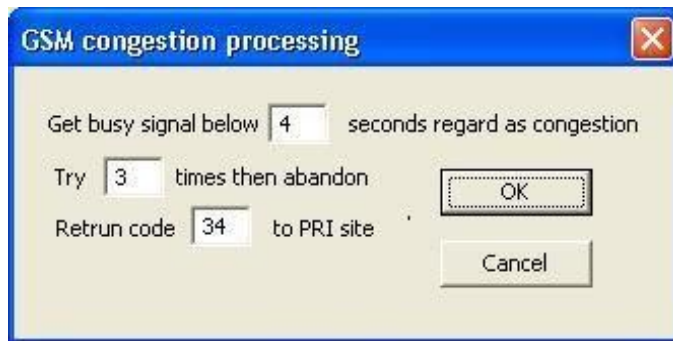 GSM congestion processing
Get busy signal below 4 seconds regard as congestion
Try 3 times then abandon
OK
Retrun code 34 to PRI site
Cancel